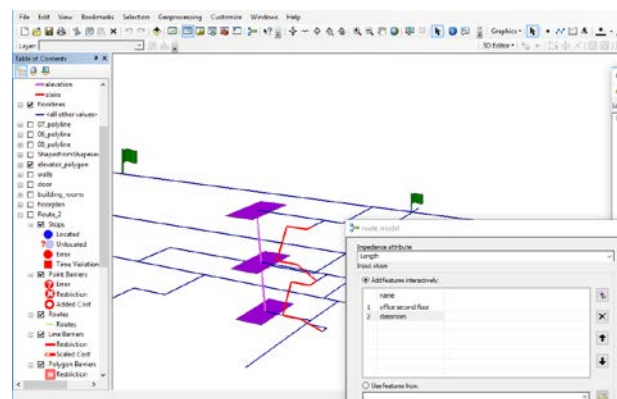 File Edit View Bookmarks Selection Geoprocessing Customize Windows Help
Graphics
Layer:
3D Editor
Table of Contents
elevation
stairs
floorlines
<all other values>
07_polyline
06_polyline
08_polyline
elevator_polygon
walls
door
building_rooms
floorplan
Route_2
Stops
Located
Unlocated
Error
Time Violation
Point Barriers
Error
Restriction
Added Cost
Routes
Routes
Line Barriers
Restriction
Scaled Cost
Polygon Barriers
Restriction
route_model
Impedance attribute
Length
Input stops
Add features interactively:
name
1 office second floor
2 classroom
Use features from: